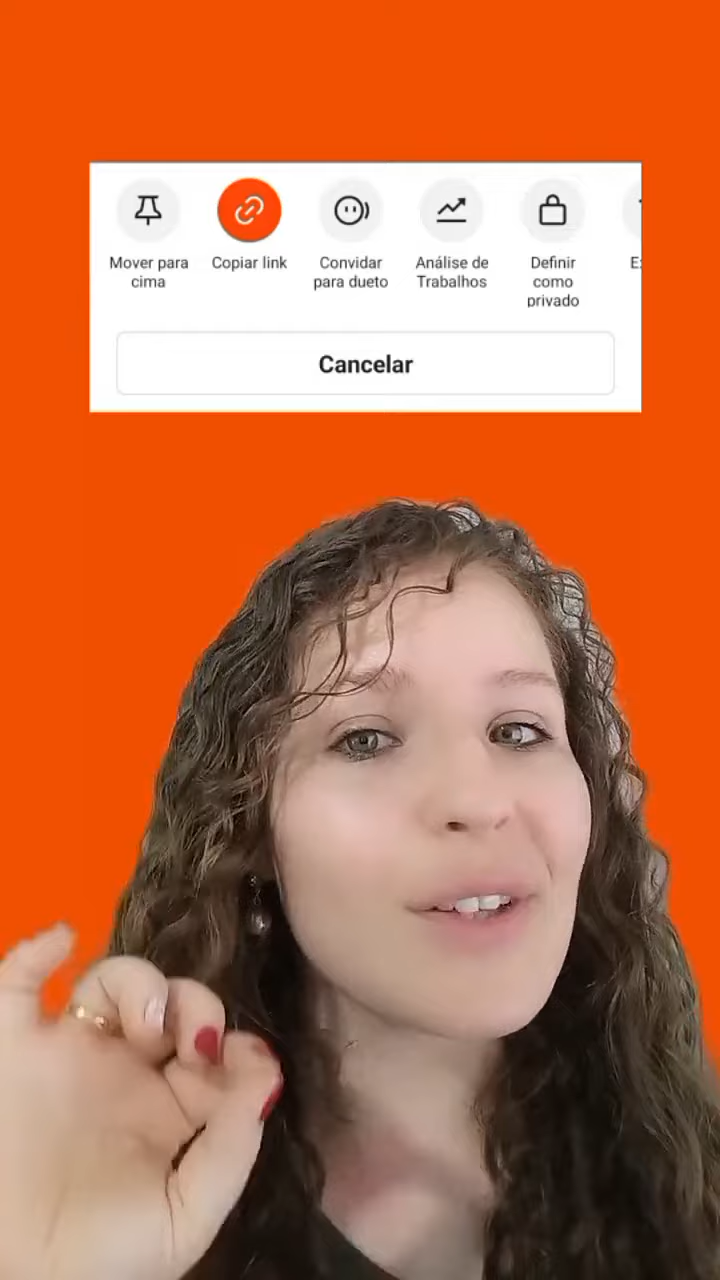 Mover para
cima
Copiar link
Convidar
para dueto
Análise de
Trabalhos
Definir
como
privado
Cancelar